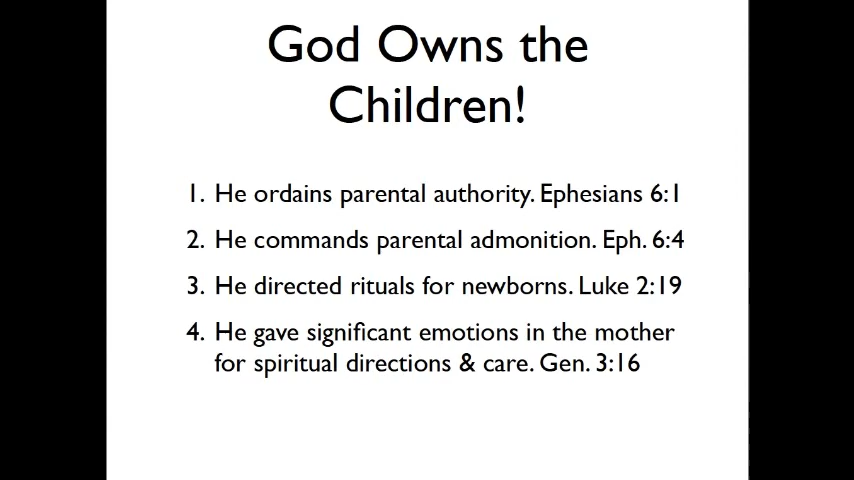 God Owns the
Children!
1. He ordains parental authority. Ephesians 6:1
2. He commands parental admonition. Eph. 6:4
3. He directed rituals for newborns. Luke 2:19
4. He gave significant emotions in the mother
for spiritual directions & care. Gen. 3:16